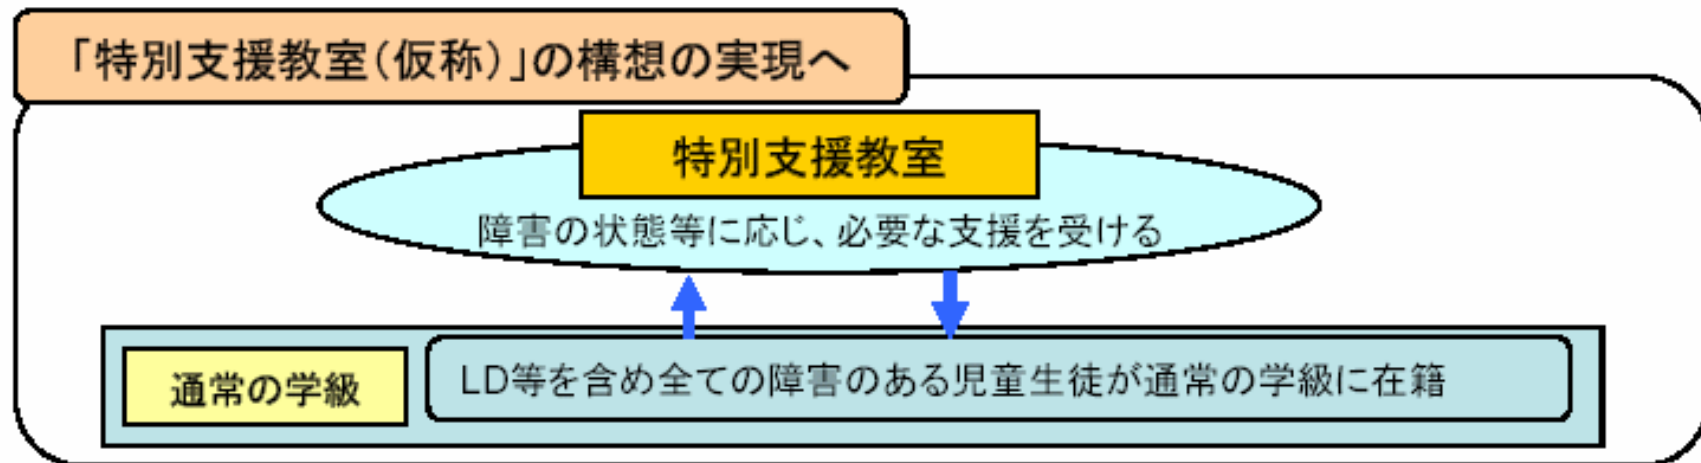 「特別支援教室(仮称)」の構想の実現へ
特別支援教室
障害の状態等に応じ、必要な支援を受ける
通常の学級
LD等を含め全ての障害のある児童生徒が通常の学級に在籍